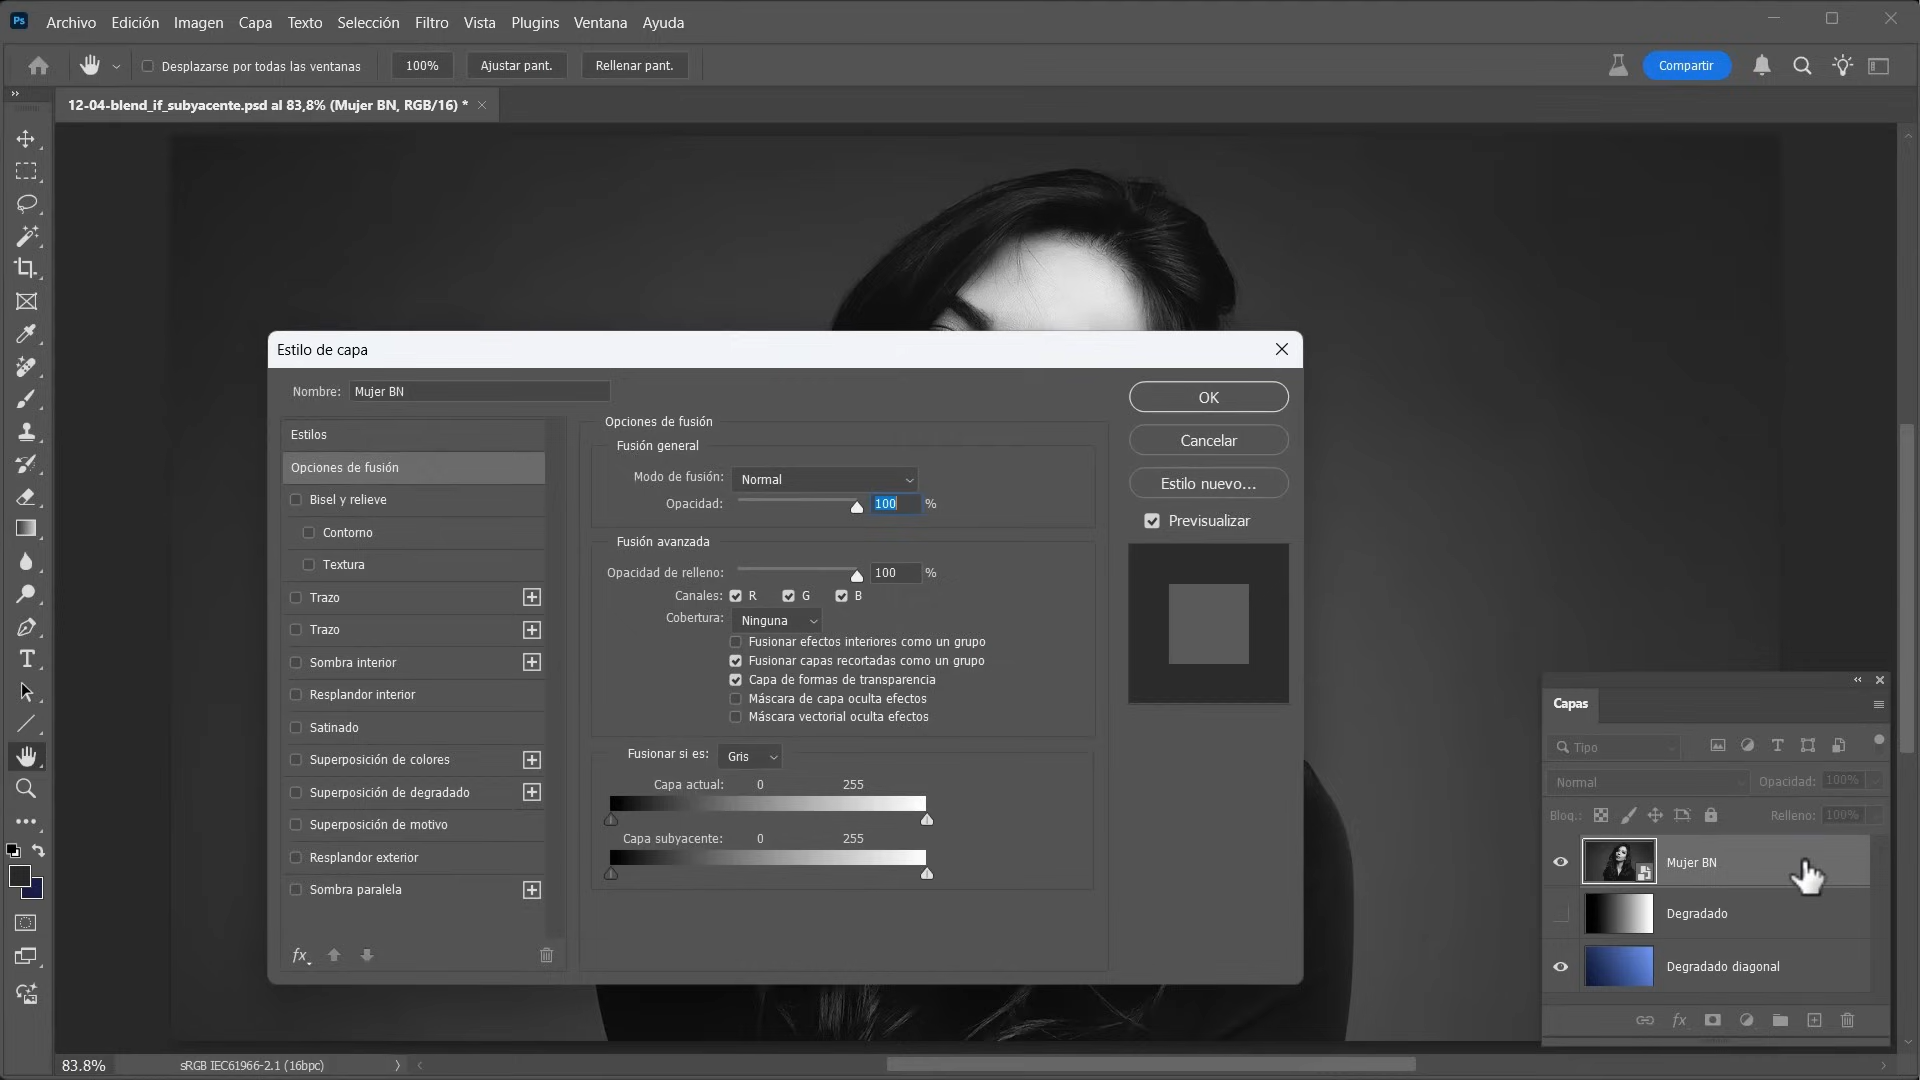 Ps Archivo Edición Imagen Capa Texto Selección Filtro Vista Plugins Ventana Ayuda
Desplazarse por todas las ventanas 100% Ajustar pant. Rellenar pant. Compartir
12-04-blend_if_subyacente.psd al 83,8% (Mujer BN, RGB/16) *
Estilo de capa
Nombre: Mujer BN
Estilos
Opciones de fusión
Bisel y relieve
Contorno
Textura
Trazo
Trazo
Sombra interior
Resplandor interior
Satinado
Superposición de colores
Superposición de degradado
Superposición de motivo
Resplandor exterior
Sombra paralela
fx
Opciones de fusión
Fusión general
Modo de fusión: Normal
Opacidad: 100 %
Fusión avanzada
Opacidad de relleno: 100 %
Canales: R G B
Cobertura: Ninguna
Fusionar efectos interiores como un grupo
Fusionar capas recortadas como un grupo
Capa de formas de transparencia
Máscara de capa oculta efectos
Máscara vectorial oculta efectos
Fusionar si es: Gris
Capa actual: 0 255
Capa subyacente: 0 255
OK
Cancelar
Estilo nuevo...
Previsualizar
Capas
Tipo
Normal Opacidad: 100%
Bloq.: Relleno: 100%
Mujer BN
Degradado
Degradado diagonal
fx
83.8% sRGB IEC61966-2.1 (16bpc)